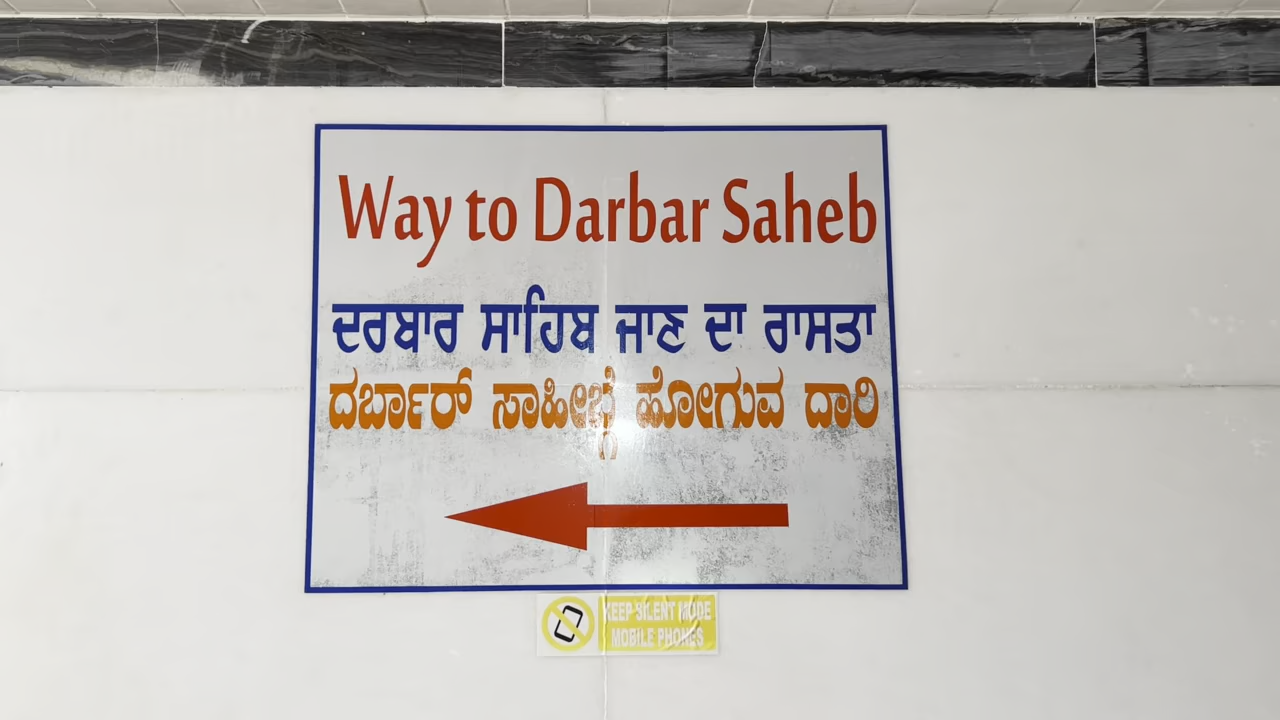 Way to Darbar Saheb
ਦਰਬਾਰ ਸਾਹਿਬ ਜਾਣ ਦਾ ਰਾਸਤਾ
ದರ್ಬಾರ್ ಸಾಹೀಬ್ಗೆ ಹೋಗುವ ದಾರಿ
KEEP SILENT MODE
MOBILE PHONES